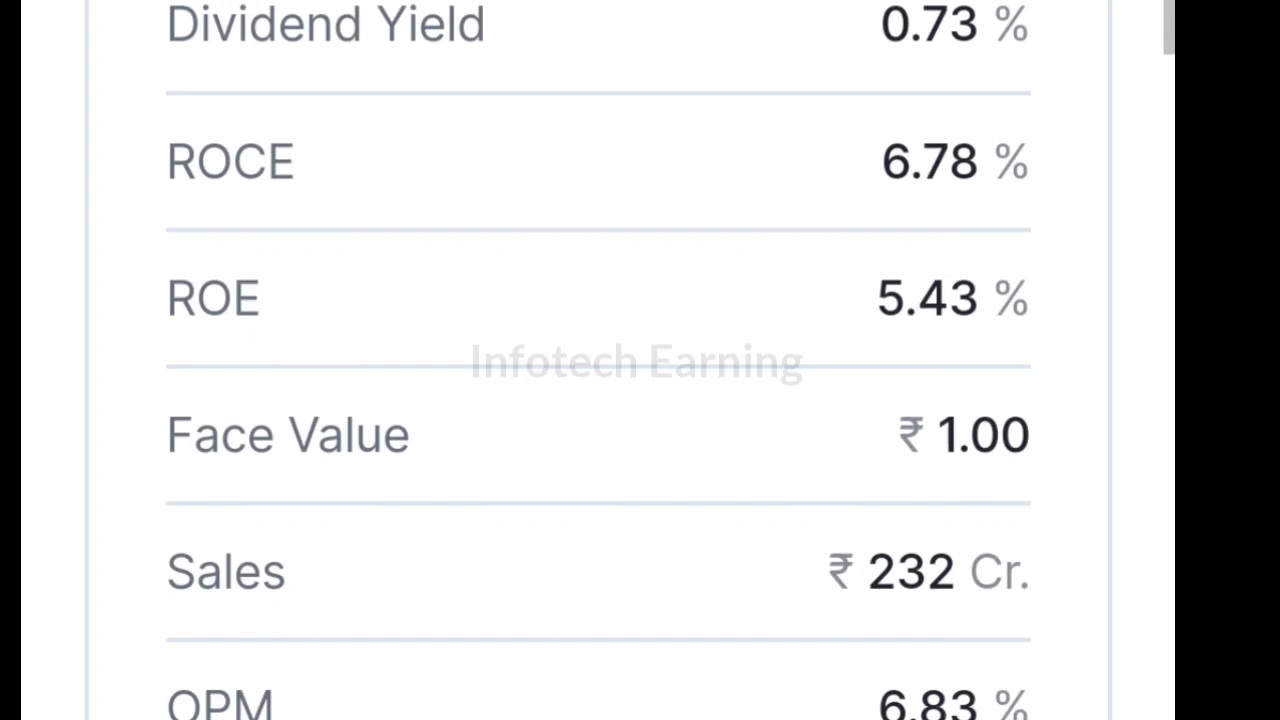 Dividend Yield 0.73 %
ROCE 6.78 %
ROE 5.43 %
Infotech Earning
Face Value ₹ 1.00
Sales ₹ 232 Cr.
OPM 6.83 %